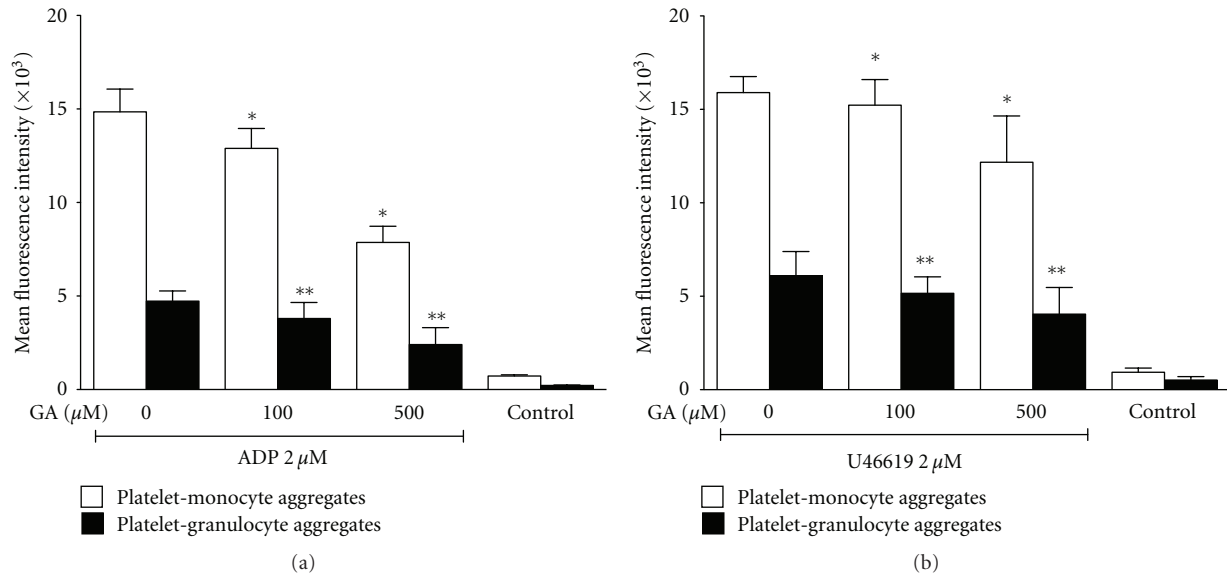 20
15
10
5
0
Mean fluorescence intensity (×10³)
*
*
**
**
GA (μM) 0 100 500 Control
ADP 2 μM
Platelet-monocyte aggregates
Platelet-granulocyte aggregates
(a)
20
15
10
5
0
Mean fluorescence intensity (×10³)
*
*
**
**
GA (μM) 0 100 500 Control
U46619 2 μM
Platelet-monocyte aggregates
Platelet-granulocyte aggregates
(b)